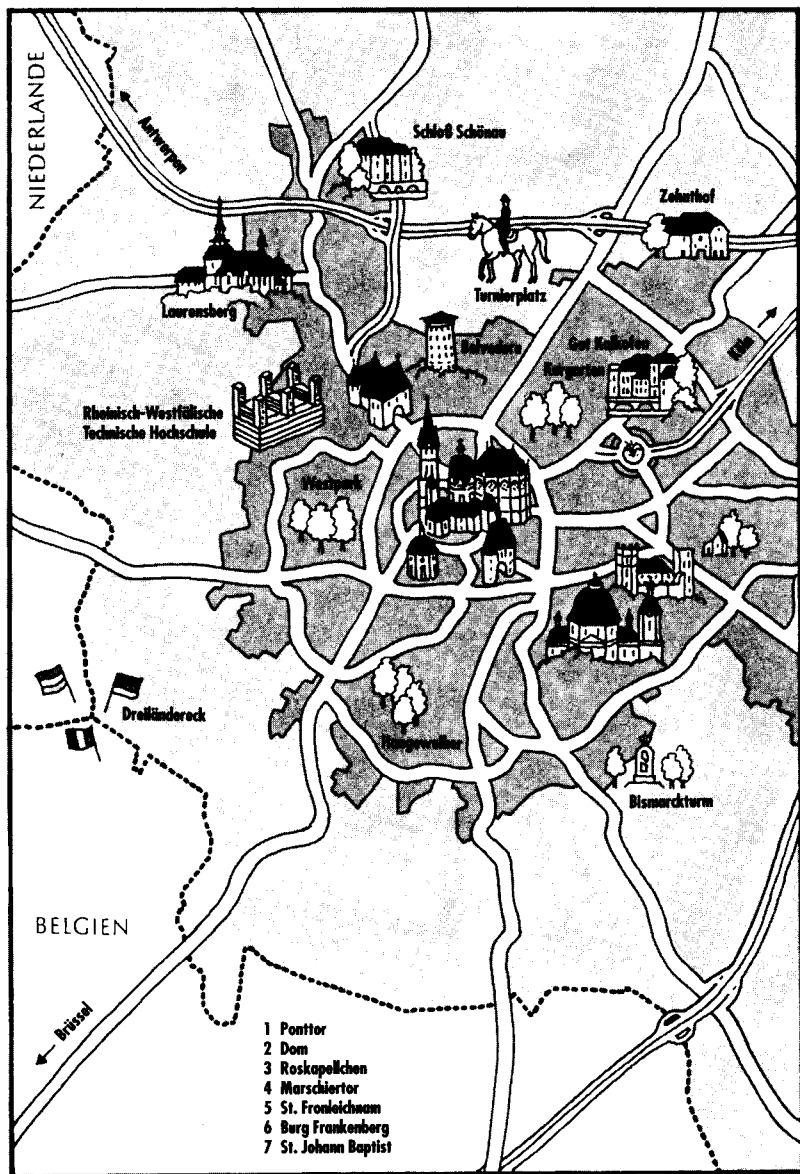 NIEDERLANDE
Antwerpen
Schloß Schönau
Zehnthof
Turnierplatz
Laurensberg
Belvedere
Gut Kalkofen
Kurgarten
Köln
Rheinisch-Westfälische
Technische Hochschule
Westpark
Dreiländereck
Hangeweiher
Bismarckturm
BELGIEN
Brüssel
1 Ponttor
2 Dom
3 Roskapellchen
4 Marschiertor
5 St. Fronleichnam
6 Burg Frankenberg
7 St. Johann Baptist